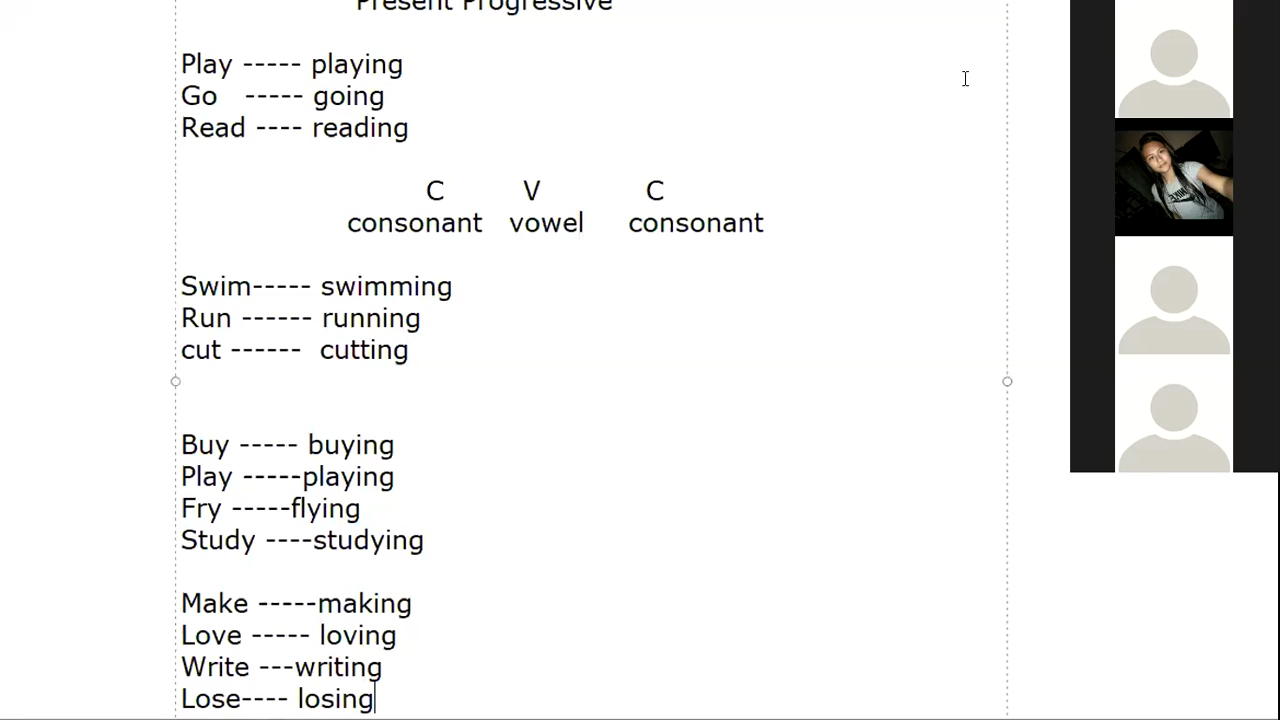 Present Progressive
Play ----- playing
Go ----- going
Read ---- reading
C V C
consonant vowel consonant
Swim----- swimming
Run ------ running
cut ------ cutting
Buy ----- buying
Play -----playing
Fry -----flying
Study ----studying
Make -----making
Love ----- loving
Write ---writing
Lose---- losing